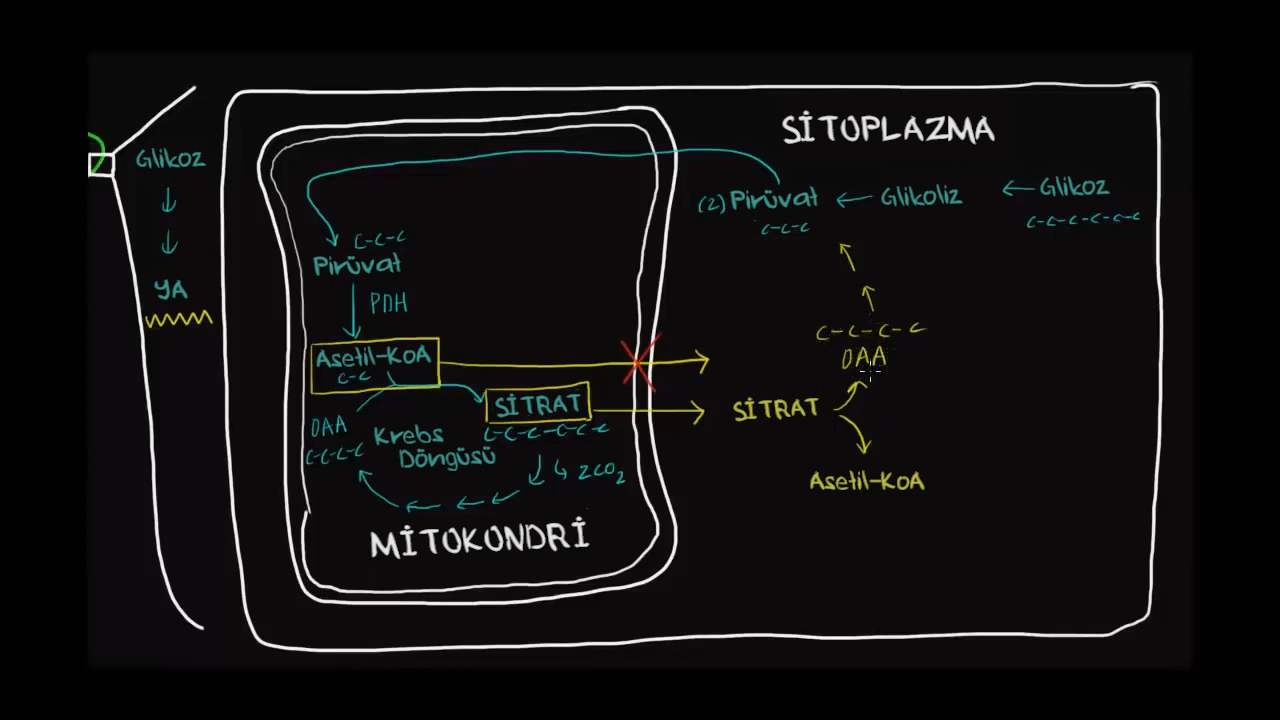 SİTOPLAZMA
Glikoz
YA
(2) Pirüvat ← Glikoliz ← Glikoz
C-C-C
C-C-C-C-C-C
C-C-C
Pirüvat
PDH
Asetil-KoA
C-C
SİTRAT
C-C-C-C-C-C
OAA
C-C-C-C
Krebs
Döngüsü
↳ 2CO₂
MİTOKONDRİ
C-C-C-C
OAA
SİTRAT
Asetil-KoA